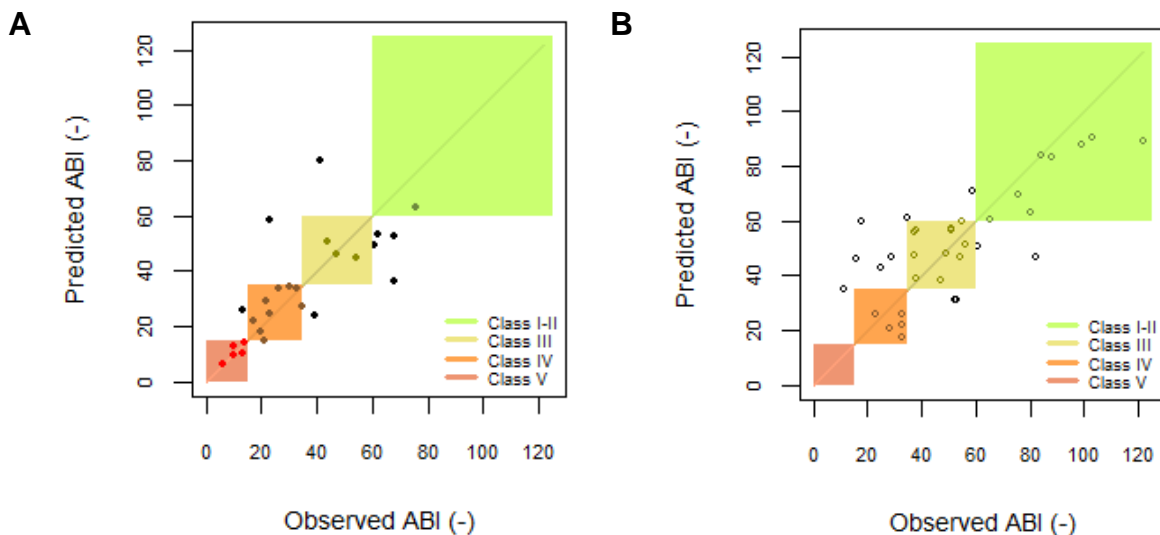 A
B
Predicted ABI (-)
120
100
80
60
40
20
0
Class I-II
Class III
Class IV
Class V
0 20 40 60 80 100 120
Observed ABI (-)
Predicted ABI (-)
120
100
80
60
40
20
0
Class I-II
Class III
Class IV
Class V
0 20 40 60 80 100 120
Observed ABI (-)